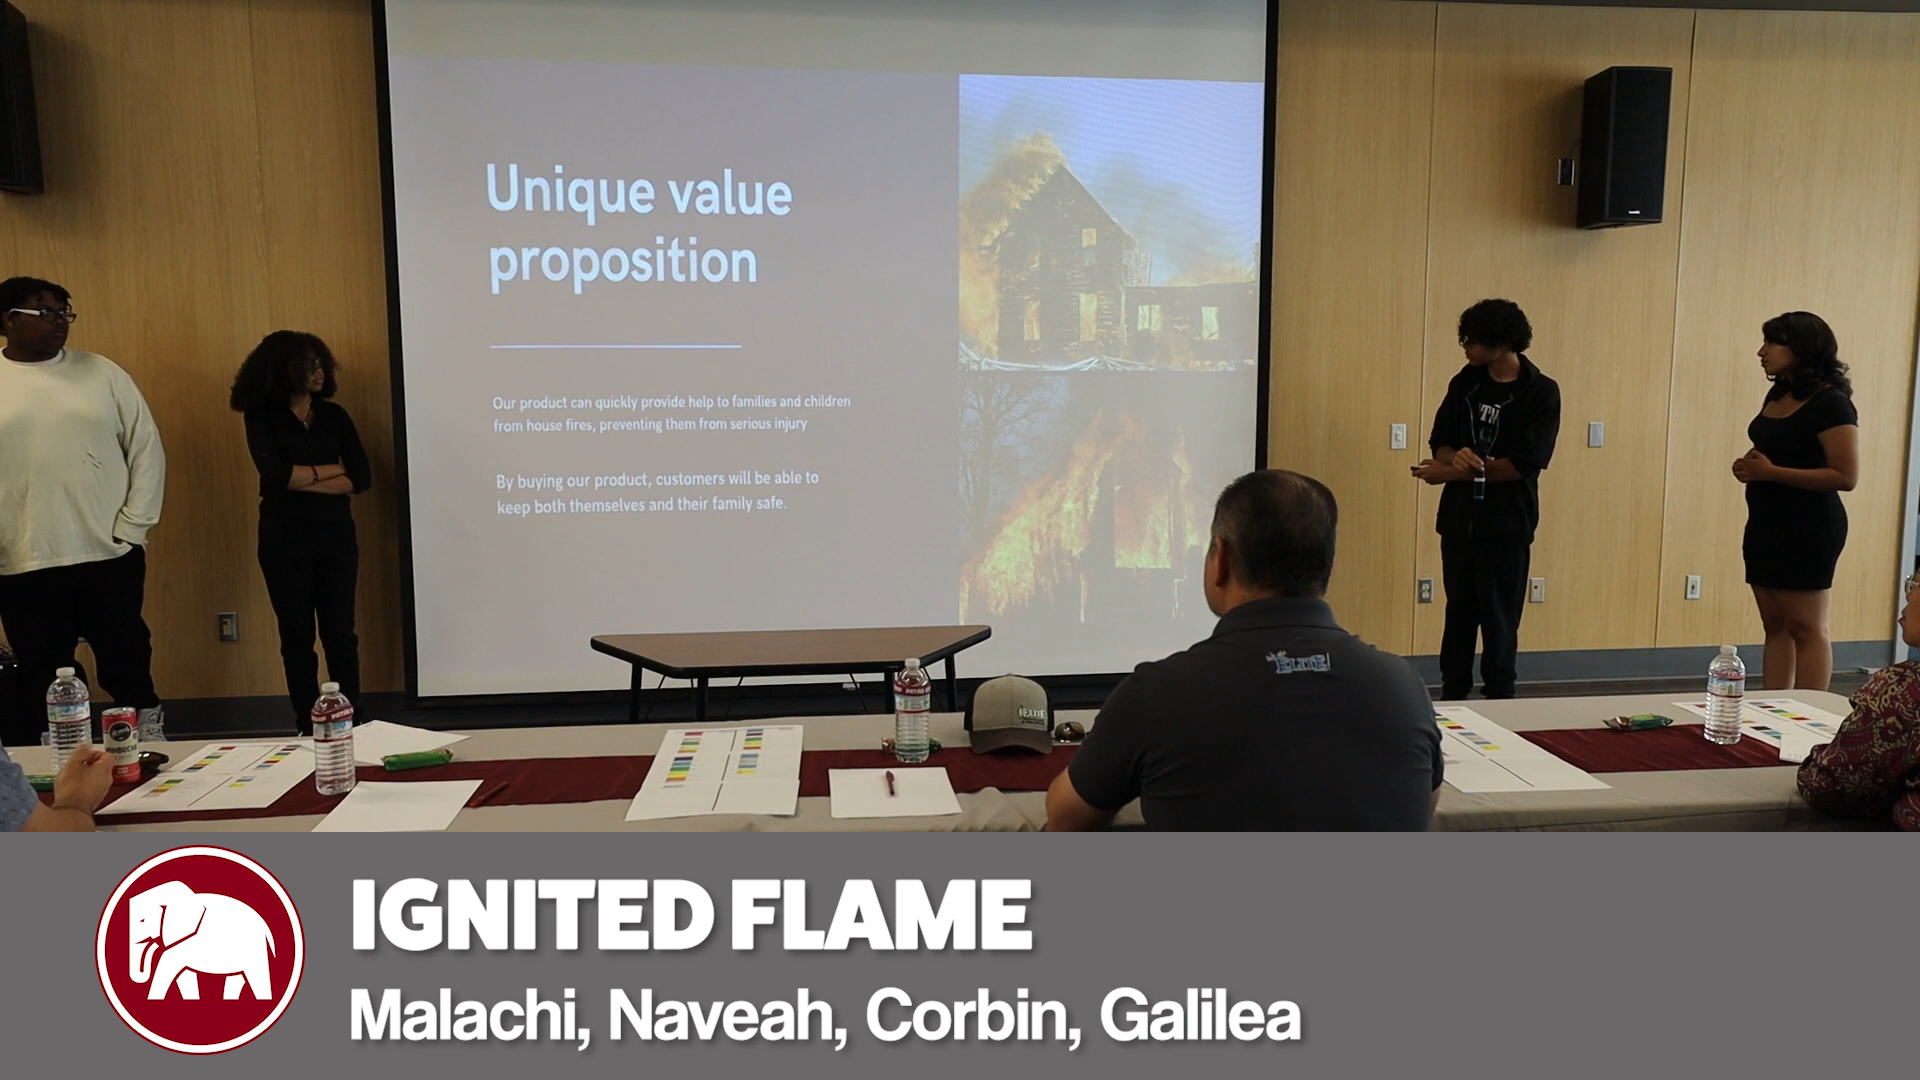 Unique value
proposition
Our product can quickly provide help to families and children
from house fires, preventing them from serious injury
By buying our product, customers will be able to
keep both themselves and their family safe.
ELITE
IGNITED FLAME
Malachi, Naveah, Corbin, Galilea